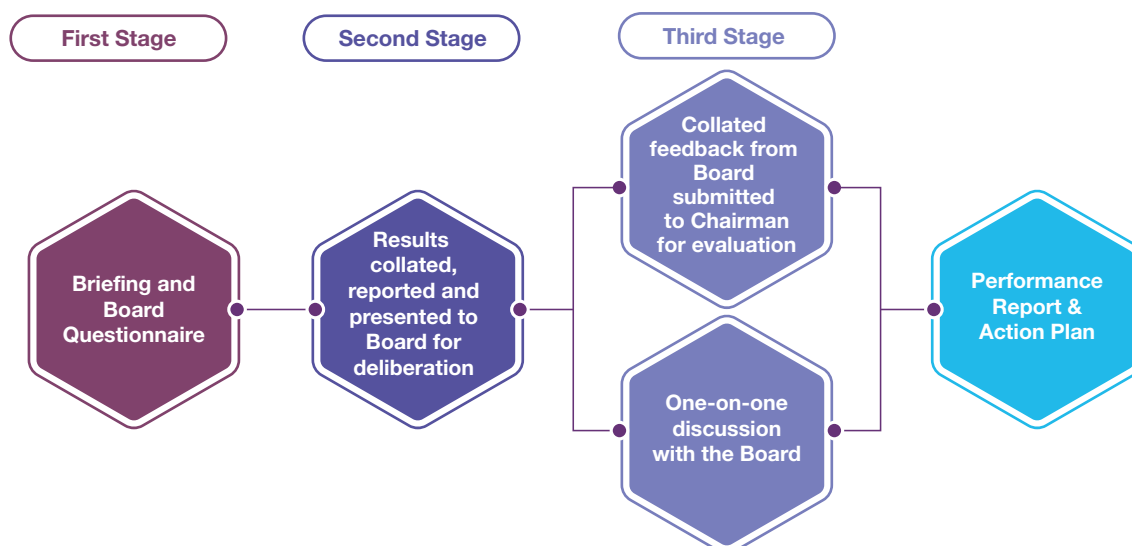 First Stage
Second Stage
Third Stage
Briefing and
Board
Questionnaire
Results
collated,
reported and
presented to
Board for
deliberation
Collated
feedback from
Board
submitted
to Chairman
for evaluation
One-on-one
discussion
with the Board
Performance
Report &
Action Plan